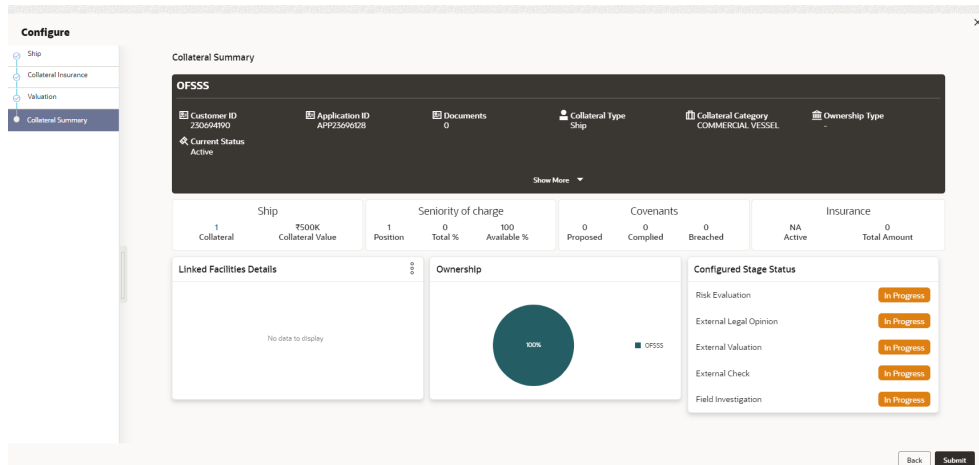 Configure
×
Ship
Collateral Insurance
Valuation
Collateral Summary
Collateral Summary
OFSSS
Customer ID
230694190
Application ID
APP23696128
Documents
0
Collateral Type
Ship
Collateral Category
COMMERCIAL VESSEL
Ownership Type
-
Current Status
Active
Show More
Ship
1
Collateral
₹500K
Collateral Value
Seniority of charge
1
Position
0
Total %
100
Available %
Covenants
0
Proposed
0
Complied
0
Breached
Insurance
NA
Active
0
Total Amount
Linked Facilities Details
No data to display
Ownership
100%
OFSSS
Configured Stage Status
Risk Evaluation In Progress
External Legal Opinion In Progress
External Valuation In Progress
External Check In Progress
Field Investigation In Progress
Back Submit